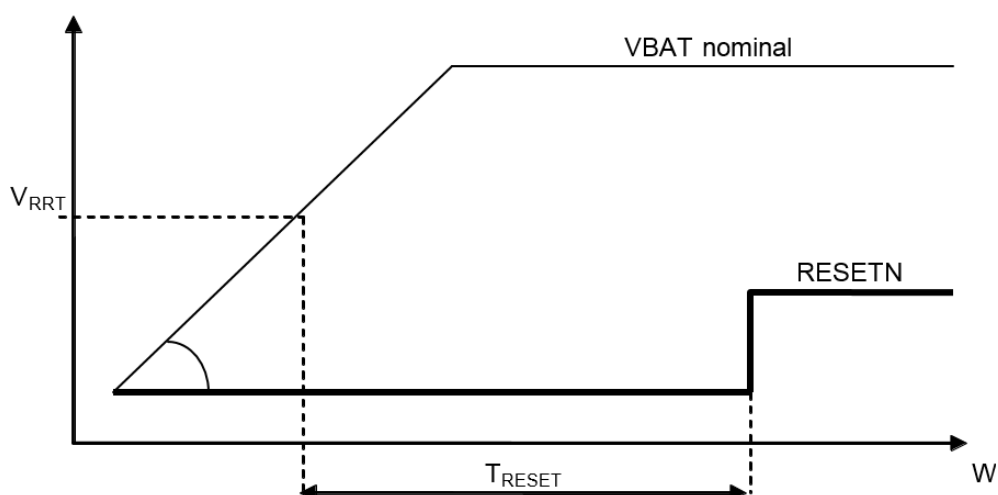 VBAT nominal
VRRT
RESETN
W
TRESET